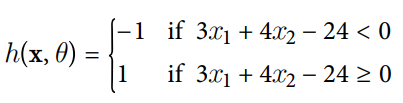 h(x, θ) = { −1 if 3x₁ + 4x₂ − 24 < 0
1 if 3x₁ + 4x₂ − 24 ≥ 0